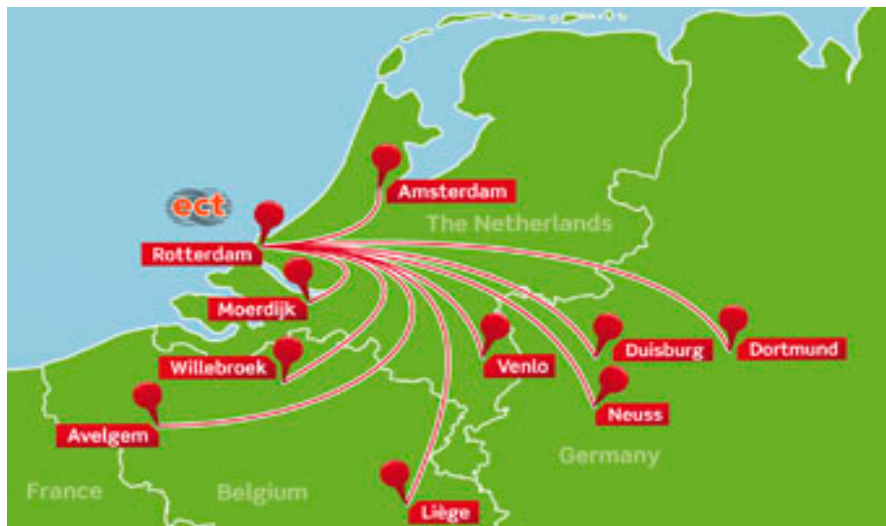 Amsterdam
ect
The Netherlands
Rotterdam
Moerdijk
Willebroek
Venlo
Duisburg
Dortmund
Neuss
Avelgem
Germany
France
Belgium
Liège